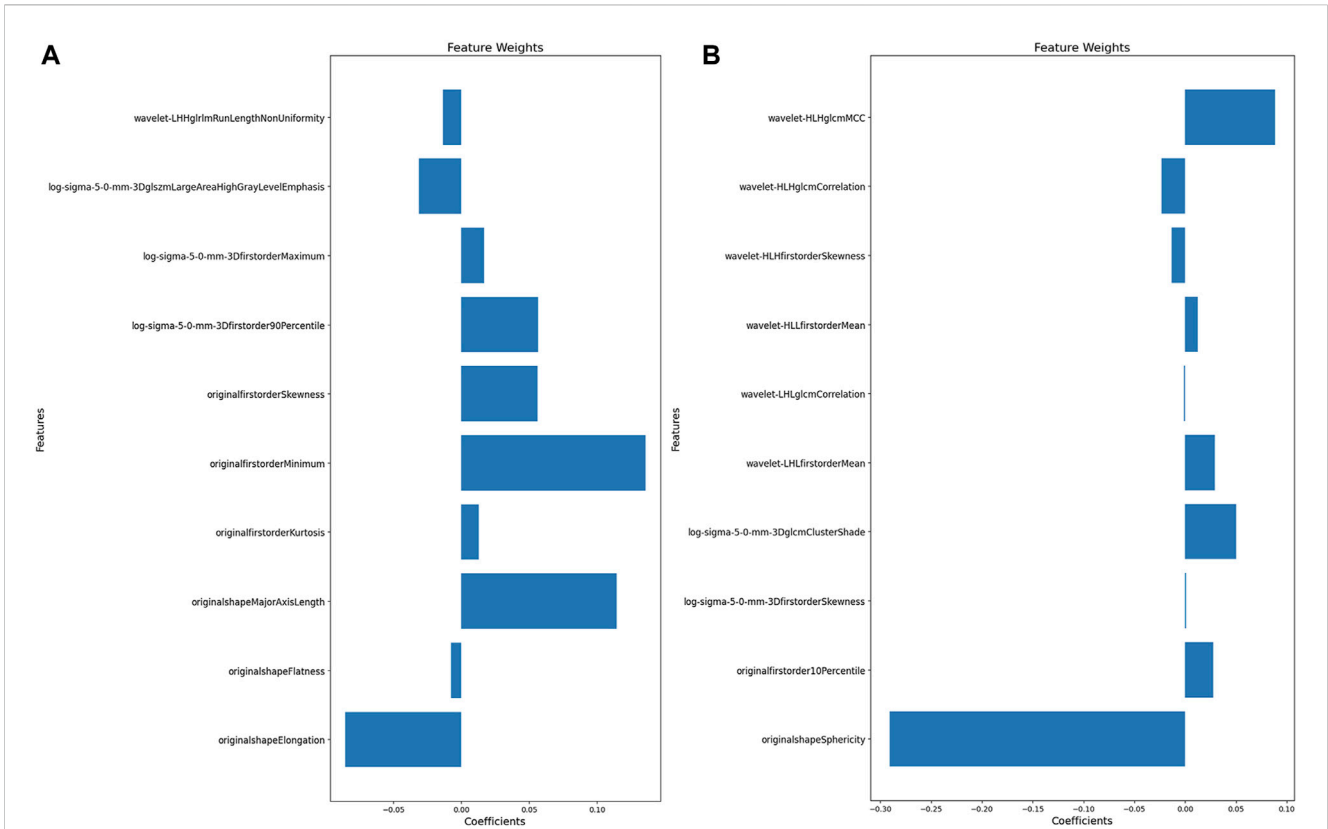 A
Feature Weights
wavelet-LHHglrlmRunLengthNonUniformity
log-sigma-5-0-mm-3DglszmLargeAreaHighGrayLevelEmphasis
log-sigma-5-0-mm-3DfirstorderMaximum
log-sigma-5-0-mm-3Dfirstorder90Percentile
originalfirstorderSkewness
originalfirstorderMinimum
originalfirstorderKurtosis
originalshapeMajorAxisLength
originalshapeFlatness
originalshapeElongation
Features
−0.05 0.00 0.05 0.10
Coefficients
B
Feature Weights
wavelet-HLHglcmMCC
wavelet-HLHglcmCorrelation
wavelet-HLHfirstorderSkewness
wavelet-HLLfirstorderMean
wavelet-LHLglcmCorrelation
wavelet-LHLfirstorderMean
log-sigma-5-0-mm-3DglcmClusterShade
log-sigma-5-0-mm-3DfirstorderSkewness
originalfirstorder10Percentile
originalshapeSphericity
Features
−0.30 −0.25 −0.20 −0.15 −0.10 −0.05 0.00 0.05 0.10
Coefficients